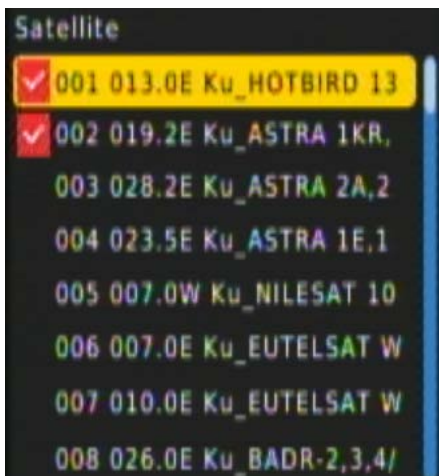 Satellite
001 013.0E Ku_HOTBIRD 13
002 019.2E Ku_ASTRA 1KR,
003 028.2E Ku_ASTRA 2A,2
004 023.5E Ku_ASTRA 1E,1
005 007.0W Ku_NILESAT 10
006 007.0E Ku_EUTELSAT W
007 010.0E Ku_EUTELSAT W
008 026.0E Ku_BADR-2,3,4/